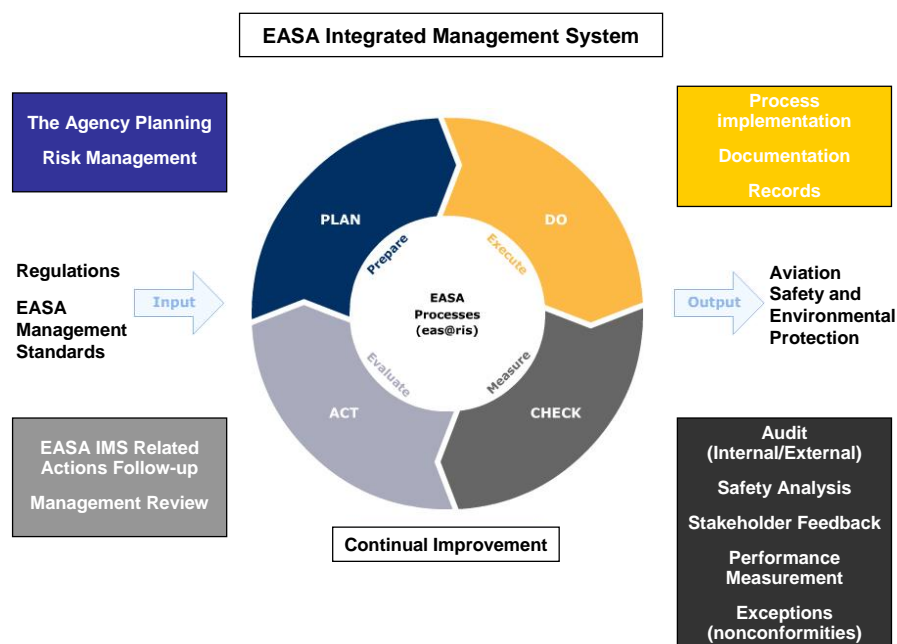 EASA Integrated Management System
The Agency Planning
Risk Management
Process
implementation
Documentation
Records
PLAN
DO
Prepare
Execute
Regulations
EASA
Management
Standards
Input
EASA
Processes
(eas@ris)
Output
Aviation
Safety and
Environmental
Protection
Evaluate
Measure
ACT
CHECK
EASA IMS Related
Actions Follow-up
Management Review
Audit
(Internal/External)
Safety Analysis
Stakeholder Feedback
Performance
Measurement
Exceptions
(nonconformities)
Continual Improvement